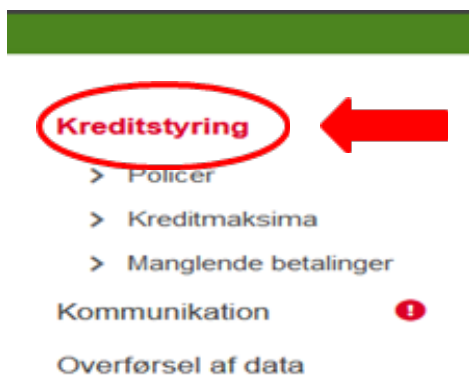 Kreditstyring
Policer
Kreditmaksima
Manglende betalinger
Kommunikation
Overførsel af data